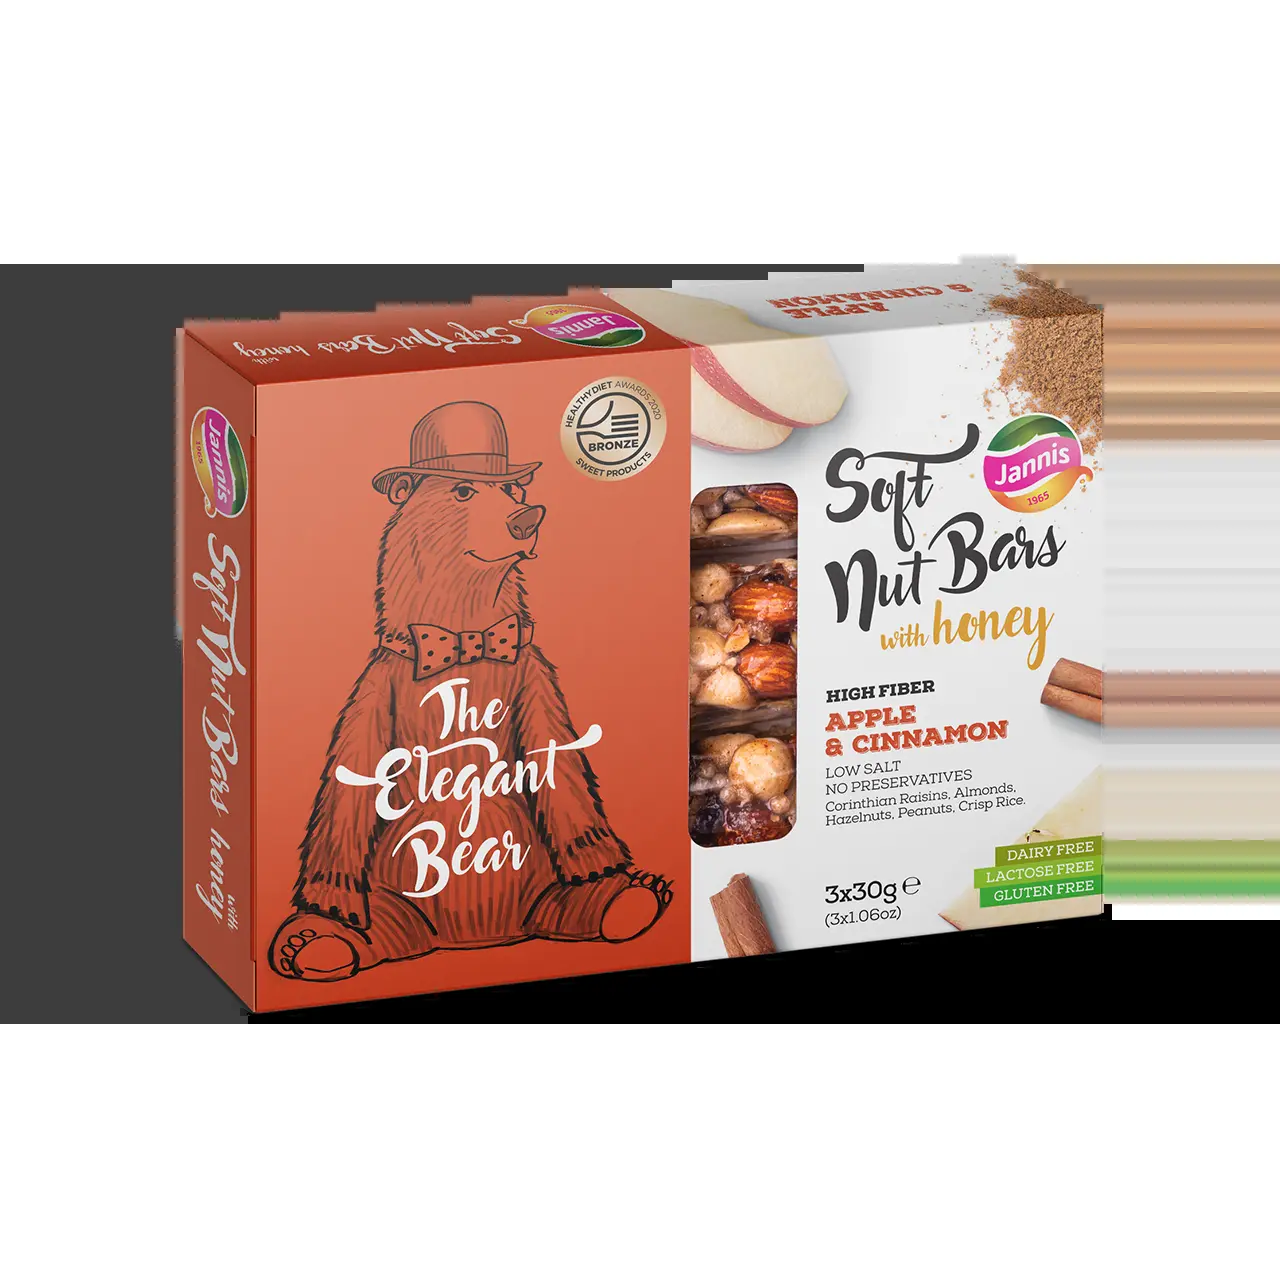 APPLE
& CINNAMON
Soft Nut Bars
with honey
Jannis
1965
Jannis
1965
Soft Nut Bars
with honey
HEALTHY DIET AWARDS 2020
BRONZE
SWEET PRODUCTS
The
Elegant
Bear
Jannis
1965
Soft
Nut Bars
with honey
HIGH FIBER
APPLE
& CINNAMON
LOW SALT
NO PRESERVATIVES
Corinthian Raisins, Almonds,
Hazelnuts, Peanuts, Crisp Rice.
3x30g ℮
(3x1.06oz)
DAIRY FREE
LACTOSE FREE
GLUTEN FREE